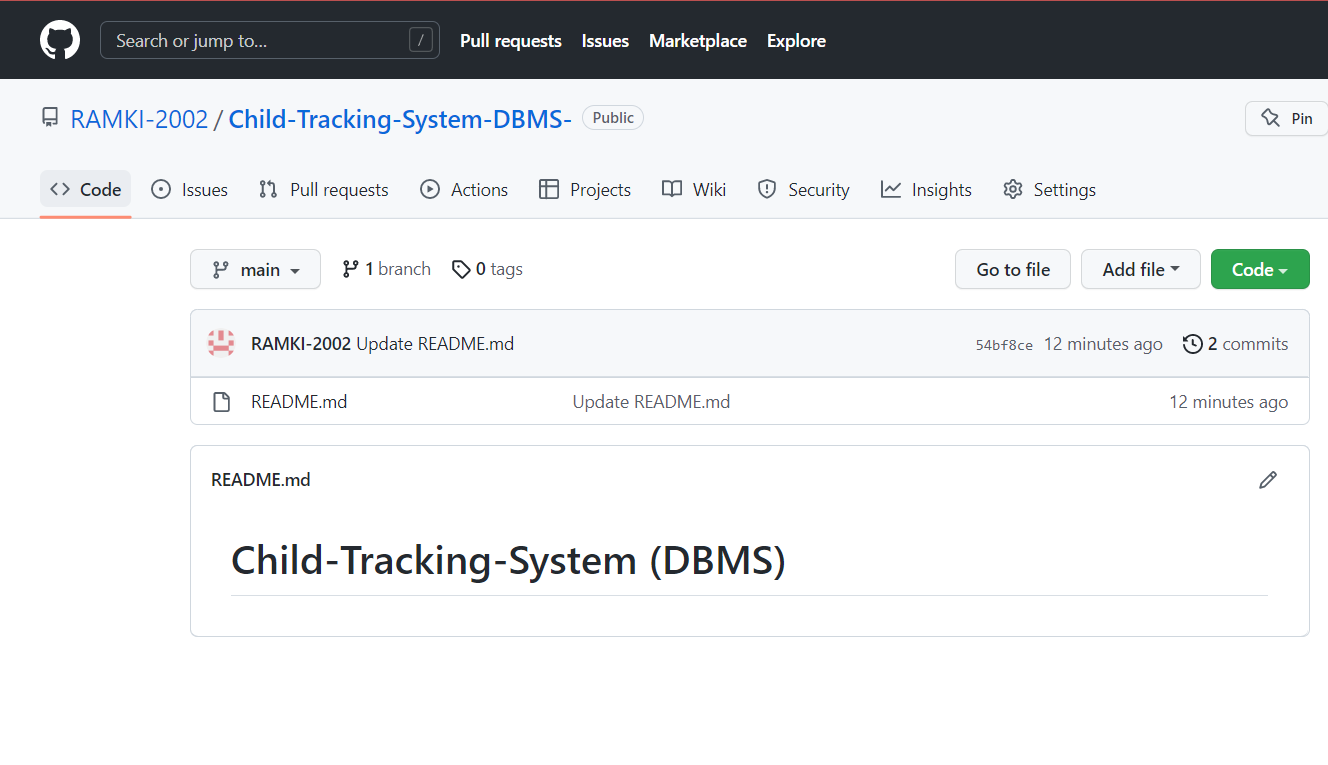 Search or jump to... /
Pull requests Issues Marketplace Explore
RAMKI-2002 / Child-Tracking-System-DBMS- Public
Pin
Code Issues Pull requests Actions Projects Wiki Security Insights Settings
main 1 branch 0 tags Go to file Add file Code
RAMKI-2002 Update README.md 54bf8ce 12 minutes ago 2 commits
README.md Update README.md 12 minutes ago
README.md
Child-Tracking-System (DBMS)